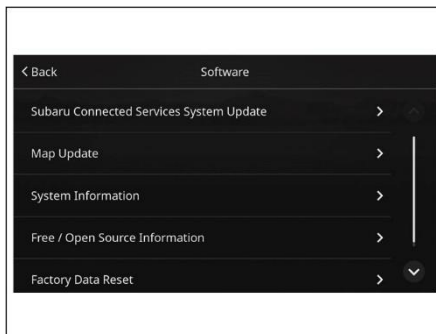 Back
Software
Subaru Connected Services System Update
Map Update
System Information
Free / Open Source Information
Factory Data Reset